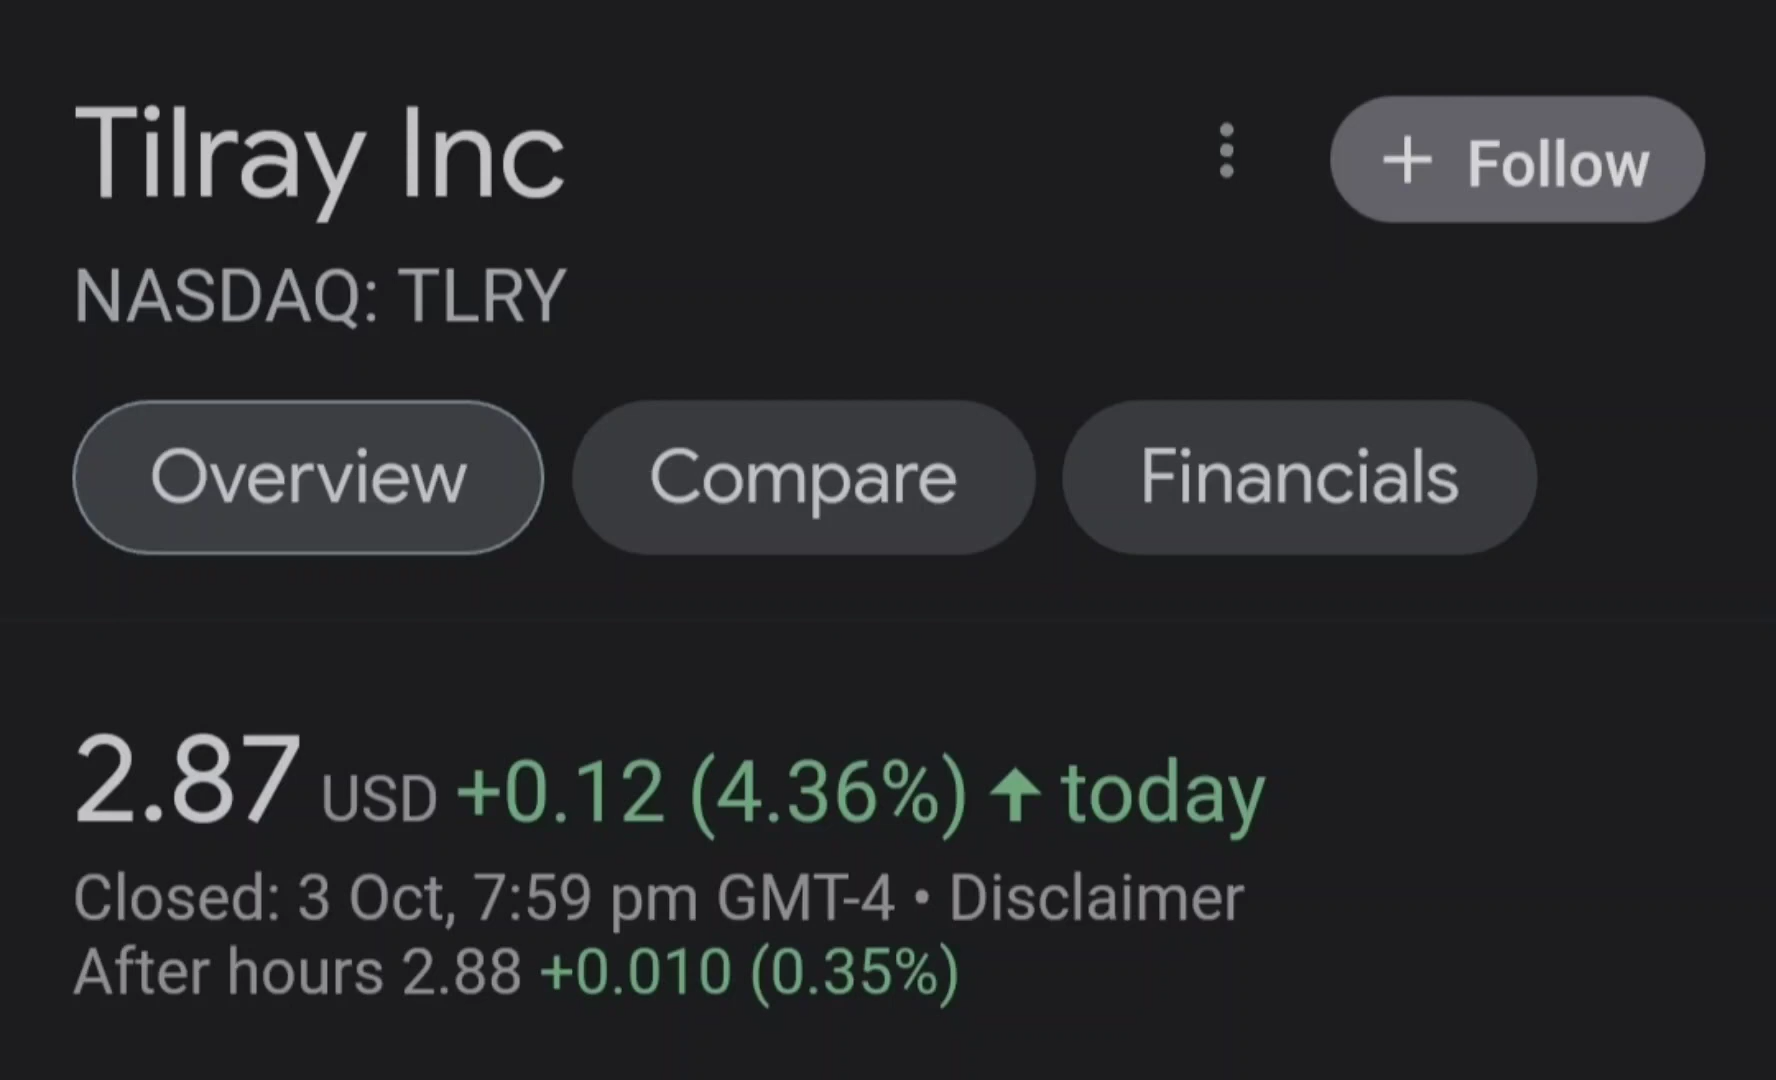 Tilray Inc
+ Follow
NASDAQ: TLRY
Overview
Compare
Financials
2.87 USD +0.12 (4.36%) ↑ today
Closed: 3 Oct, 7:59 pm GMT-4 • Disclaimer
After hours 2.88 +0.010 (0.35%)